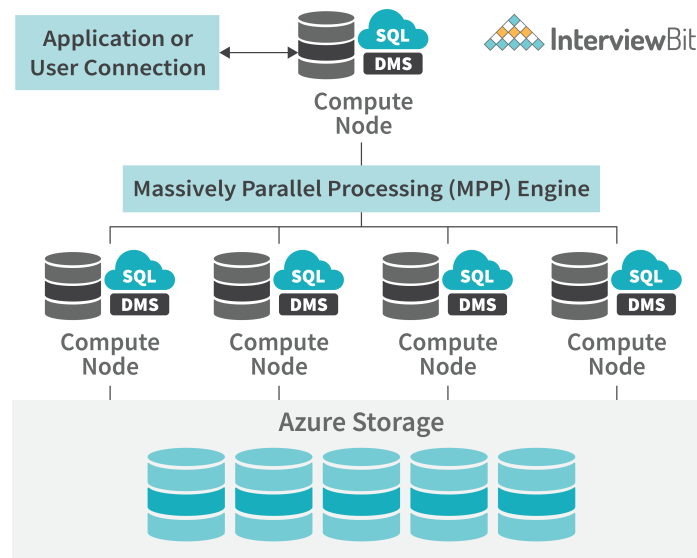 Application or
User Connection
SQL
DMS
InterviewBit
Compute
Node
Massively Parallel Processing (MPP) Engine
SQL
DMS
SQL
DMS
SQL
DMS
SQL
DMS
Compute
Node
Compute
Node
Compute
Node
Compute
Node
Azure Storage